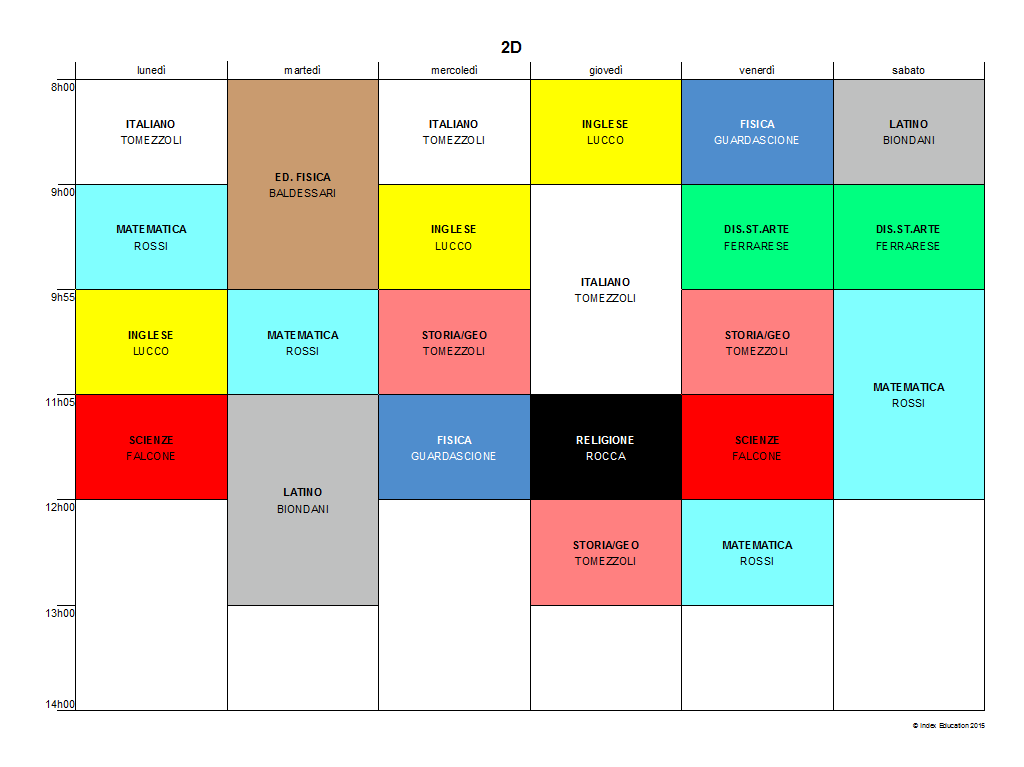 2D
lunedì martedì mercoledì giovedì venerdì sabato
8h00
ITALIANO
TOMEZZOLI
ED. FISICA
BALDESSARI
ITALIANO
TOMEZZOLI
INGLESE
LUCCO
FISICA
GUARDASCIONE
LATINO
BIONDANI
9h00
MATEMATICA
ROSSI
INGLESE
LUCCO
ITALIANO
TOMEZZOLI
DIS.ST.ARTE
FERRARESE
DIS.ST.ARTE
FERRARESE
9h55
INGLESE
LUCCO
MATEMATICA
ROSSI
STORIA/GEO
TOMEZZOLI
STORIA/GEO
TOMEZZOLI
MATEMATICA
ROSSI
11h05
SCIENZE
FALCONE
LATINO
BIONDANI
FISICA
GUARDASCIONE
RELIGIONE
ROCCA
SCIENZE
FALCONE
12h00
STORIA/GEO
TOMEZZOLI
MATEMATICA
ROSSI
13h00
14h00
© Index Education 2015